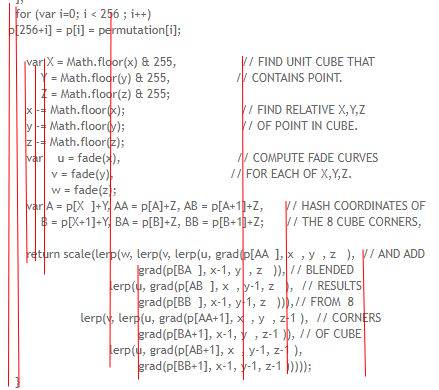 };
for (var i=0; i < 256 ; i++)
p[256+i] = p[i] = permutation[i];
var X = Math.floor(x) & 255, // FIND UNIT CUBE THAT
Y = Math.floor(y) & 255, // CONTAINS POINT.
Z = Math.floor(z) & 255;
x -= Math.floor(x); // FIND RELATIVE X,Y,Z
y -= Math.floor(y); // OF POINT IN CUBE.
z -= Math.floor(z);
var u = fade(x), // COMPUTE FADE CURVES
v = fade(y), // FOR EACH OF X,Y,Z.
w = fade(z);
var A = p[X ]+Y, AA = p[A]+Z, AB = p[A+1]+Z, // HASH COORDINATES OF
B = p[X+1]+Y, BA = p[B]+Z, BB = p[B+1]+Z; // THE 8 CUBE CORNERS,
return scale(lerp(w, lerp(v, lerp(u, grad(p[AA ], x , y , z ), // AND ADD
grad(p[BA ], x-1, y , z )), // BLENDED
lerp(u, grad(p[AB ], x , y-1, z ), // RESULTS
grad(p[BB ], x-1, y-1, z ))),// FROM 8
lerp(v, lerp(u, grad(p[AA+1], x , y , z-1 ), // CORNERS
grad(p[BA+1], x-1, y , z-1 )), // OF CUBE
lerp(u, grad(p[AB+1], x , y-1, z-1 ),
grad(p[BB+1], x-1, y-1, z-1 )))));
}